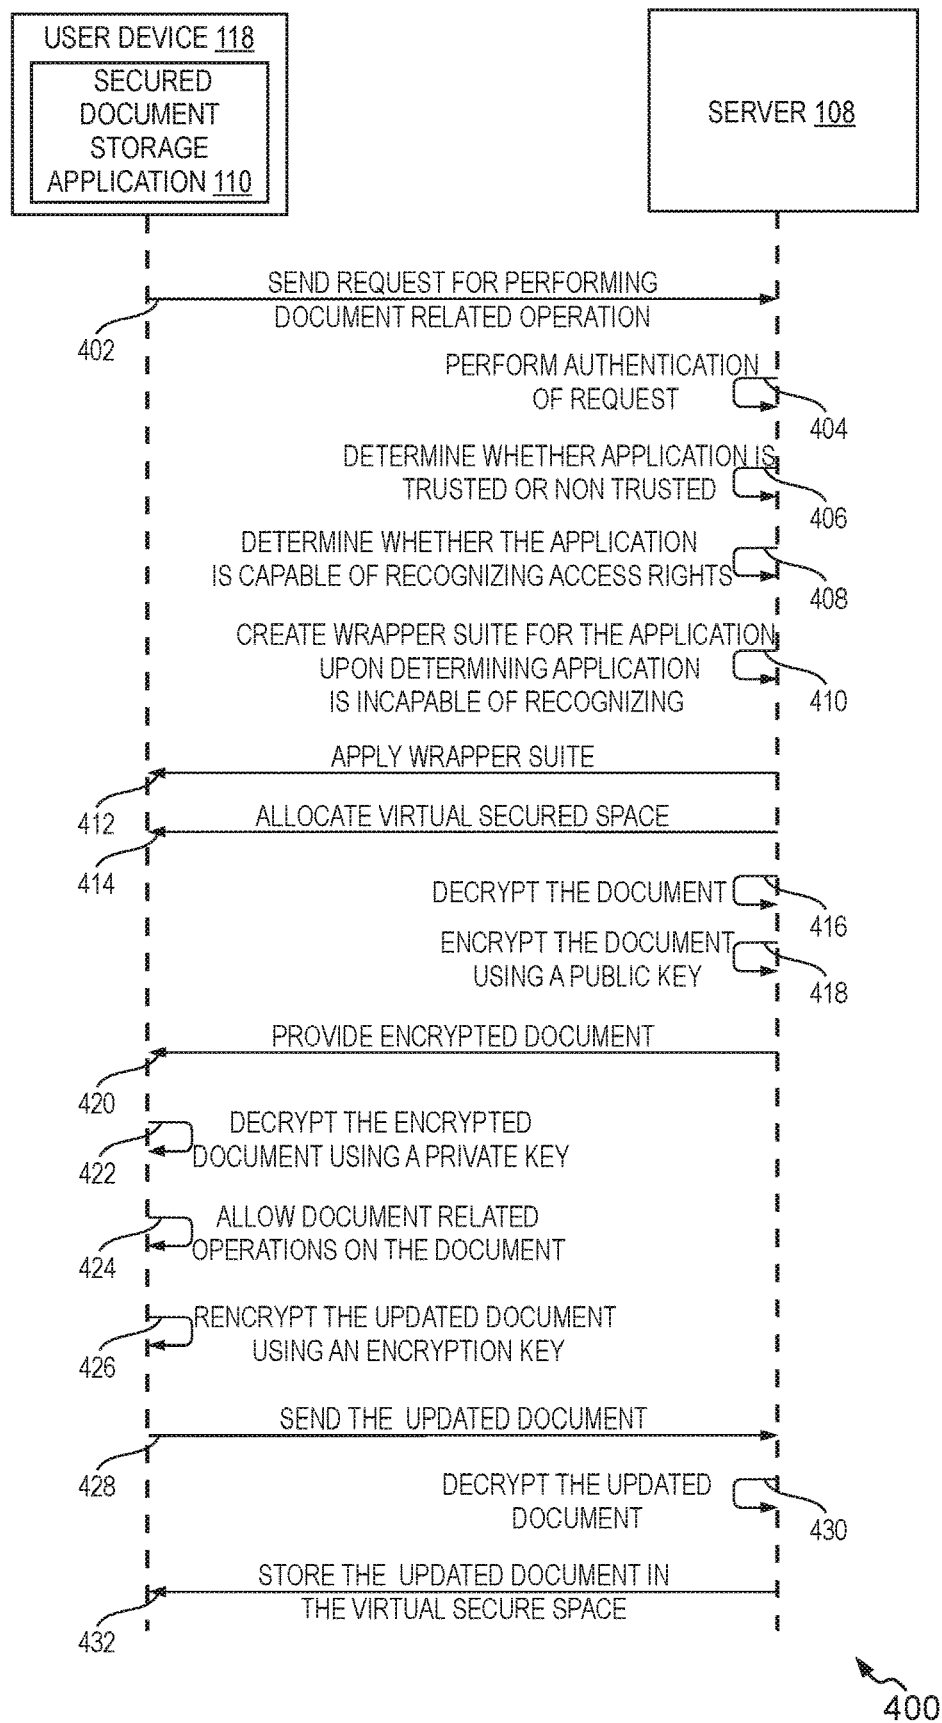 USER DEVICE 118
SECURED
DOCUMENT
STORAGE
APPLICATION 110
SERVER 108
SEND REQUEST FOR PERFORMING
DOCUMENT RELATED OPERATION
402
PERFORM AUTHENTICATION
OF REQUEST
404
DETERMINE WHETHER APPLICATION IS
TRUSTED OR NON TRUSTED
406
DETERMINE WHETHER THE APPLICATION
IS CAPABLE OF RECOGNIZING ACCESS RIGHTS
408
CREATE WRAPPER SUITE FOR THE APPLICATION
UPON DETERMINING APPLICATION
IS INCAPABLE OF RECOGNIZING
410
APPLY WRAPPER SUITE
412
ALLOCATE VIRTUAL SECURED SPACE
414
DECRYPT THE DOCUMENT
416
ENCRYPT THE DOCUMENT
USING A PUBLIC KEY
418
PROVIDE ENCRYPTED DOCUMENT
420
DECRYPT THE ENCRYPTED
DOCUMENT USING A PRIVATE KEY
422
ALLOW DOCUMENT RELATED
OPERATIONS ON THE DOCUMENT
424
RENCRYPT THE UPDATED DOCUMENT
USING AN ENCRYPTION KEY
426
SEND THE UPDATED DOCUMENT
428
DECRYPT THE UPDATED
DOCUMENT
430
STORE THE UPDATED DOCUMENT IN
THE VIRTUAL SECURE SPACE
432
400